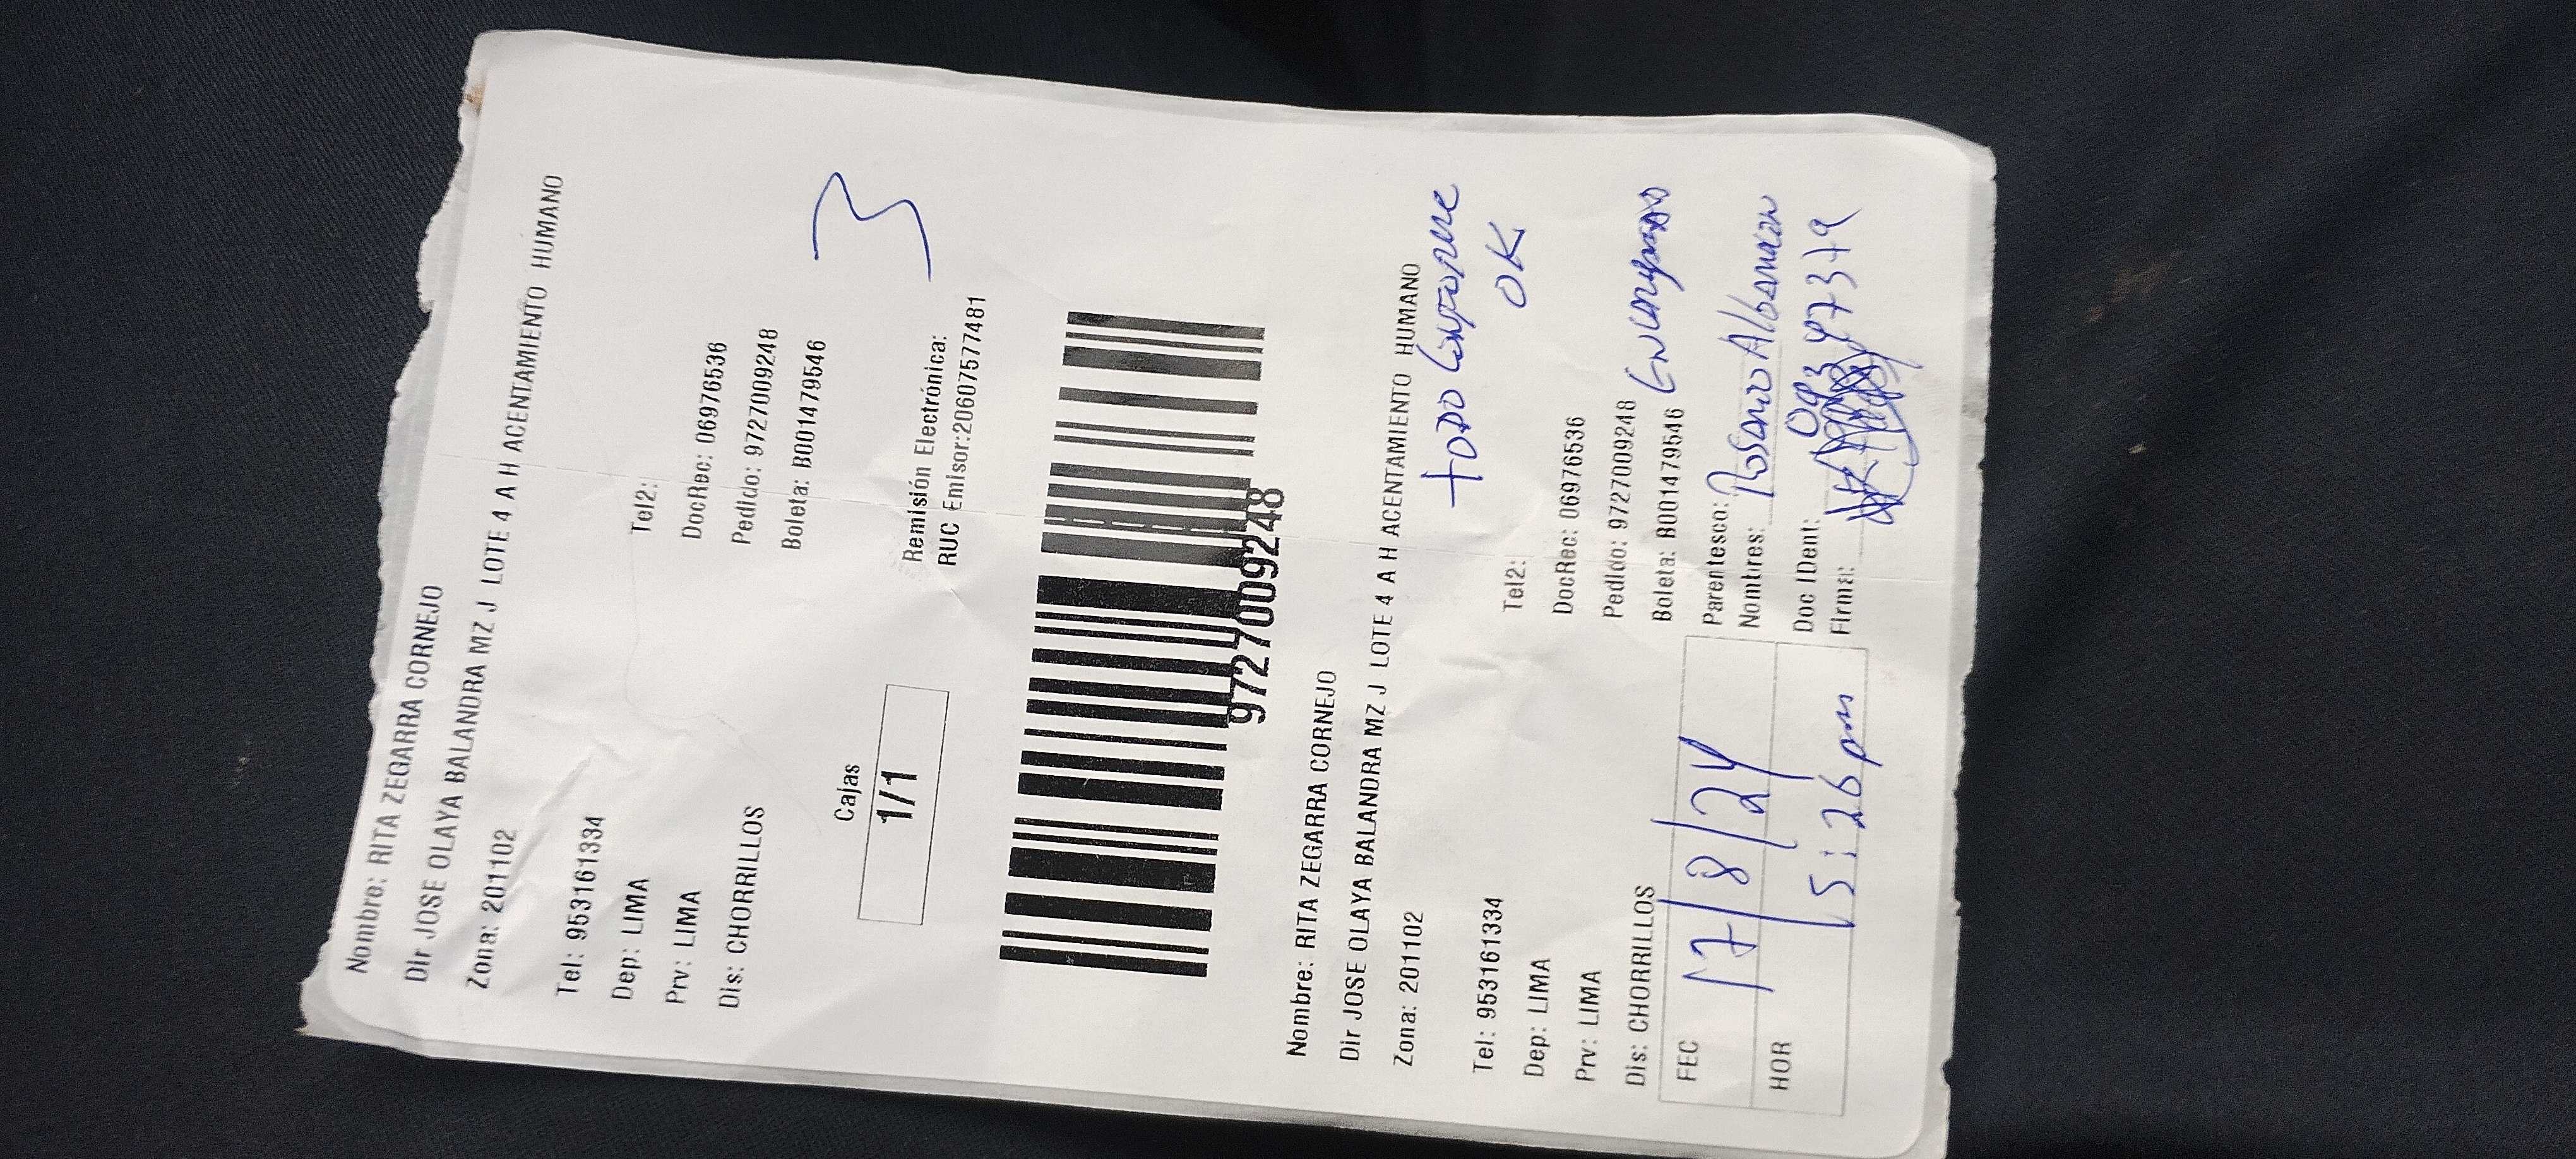 Nombre: RITA ZEGARRA CORNEJO
Dir JOSE OLAYA BALANDRA MZ J LOTE 4 A H ACENTAMIENTO HUMANO
Zona: 201102
Tel: 953161334 Tel2:
Dep: LIMA DocRec: 06976536
Prv: LIMA Pedido: 9727009248
Dis: CHORRILLOS Boleta: B001479546
3
Cajas
1/1
Remisión Electrónica:
RUC Emisor:20607577481
9727009248
Nombre: RITA ZEGARRA CORNEJO
Dir JOSE OLAYA BALANDRA MZ J LOTE 4 A H ACENTAMIENTO HUMANO
Zona: 201102
TODO Conforme
OK
Tel: 953161334 Tel2:
Dep: LIMA DocRec: 06976536
Prv: LIMA Pedido: 9727009248
Dis: CHORRILLOS Boleta: B001479546
FEC 17/8/24 Parentesco: Encargado
Nombres: Rosario
HOR 5:26 pm Doc IDent:
Firma: